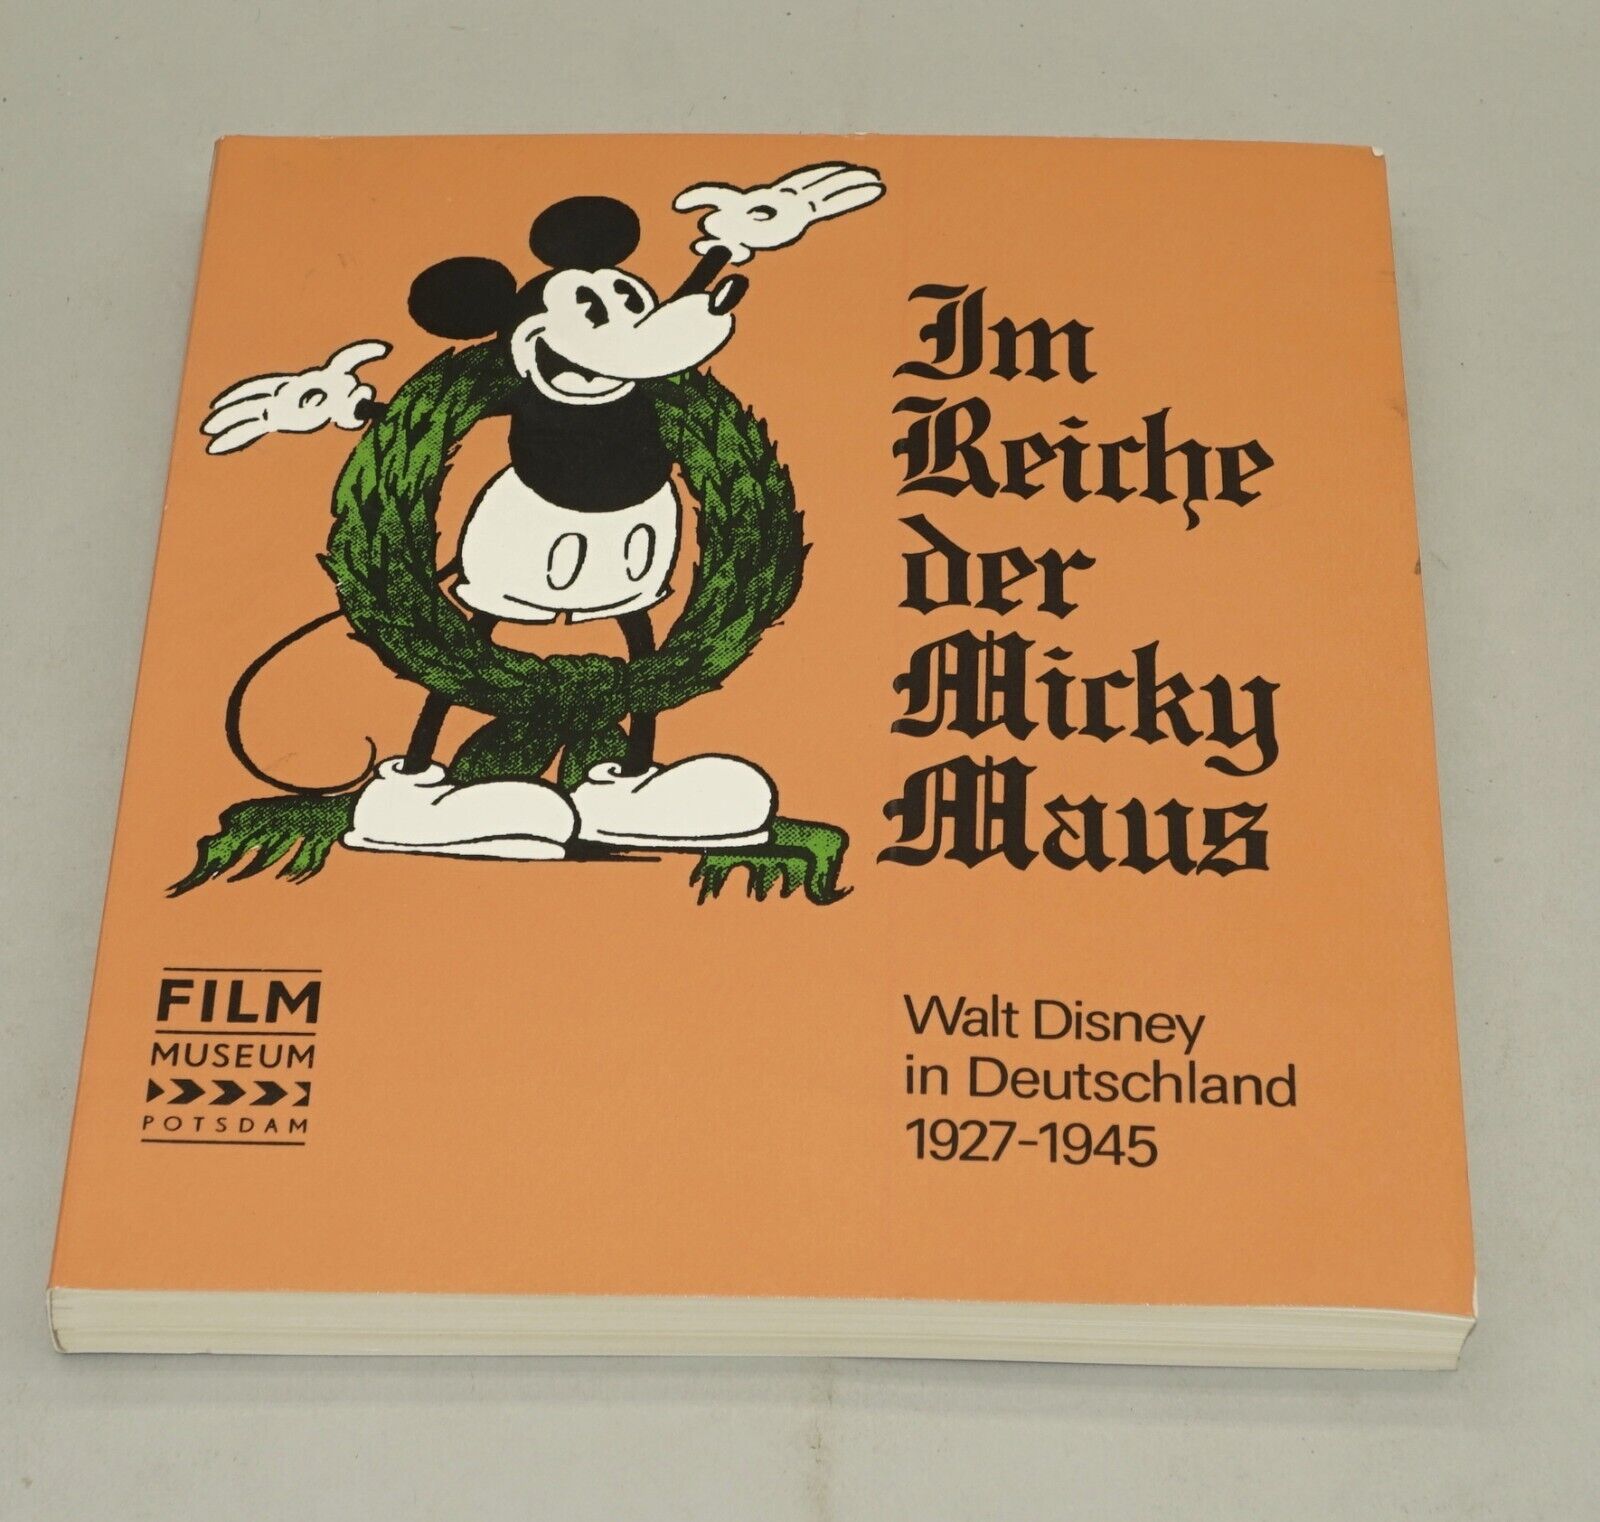 Im
Reiche
der
Micky
Maus
Walt Disney
in Deutschland
1927-1945
FILM
MUSEUM
POTSDAM